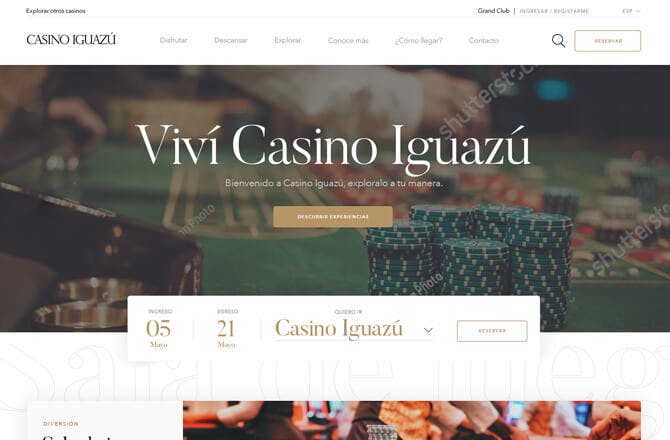 Explorar otros casinos
Grand Club | INGRESAR / REGISTRARME
ESP
CASINO IGUAZÚ
Disfrutar
Descansar
Explorar
Conoce más
¿Cómo llegar?
Contacto
RESERVAR
Viví Casino Iguazú
Bienvenido a Casino Iguazú, exploralo a tu manera.
DESCUBRIR EXPERIENCIAS
INGRESO
05
Mayo
EGRESO
21
Mayo
QUIERO IR
Casino Iguazú
RESERVAR
Sala de
DIVERSIÓN